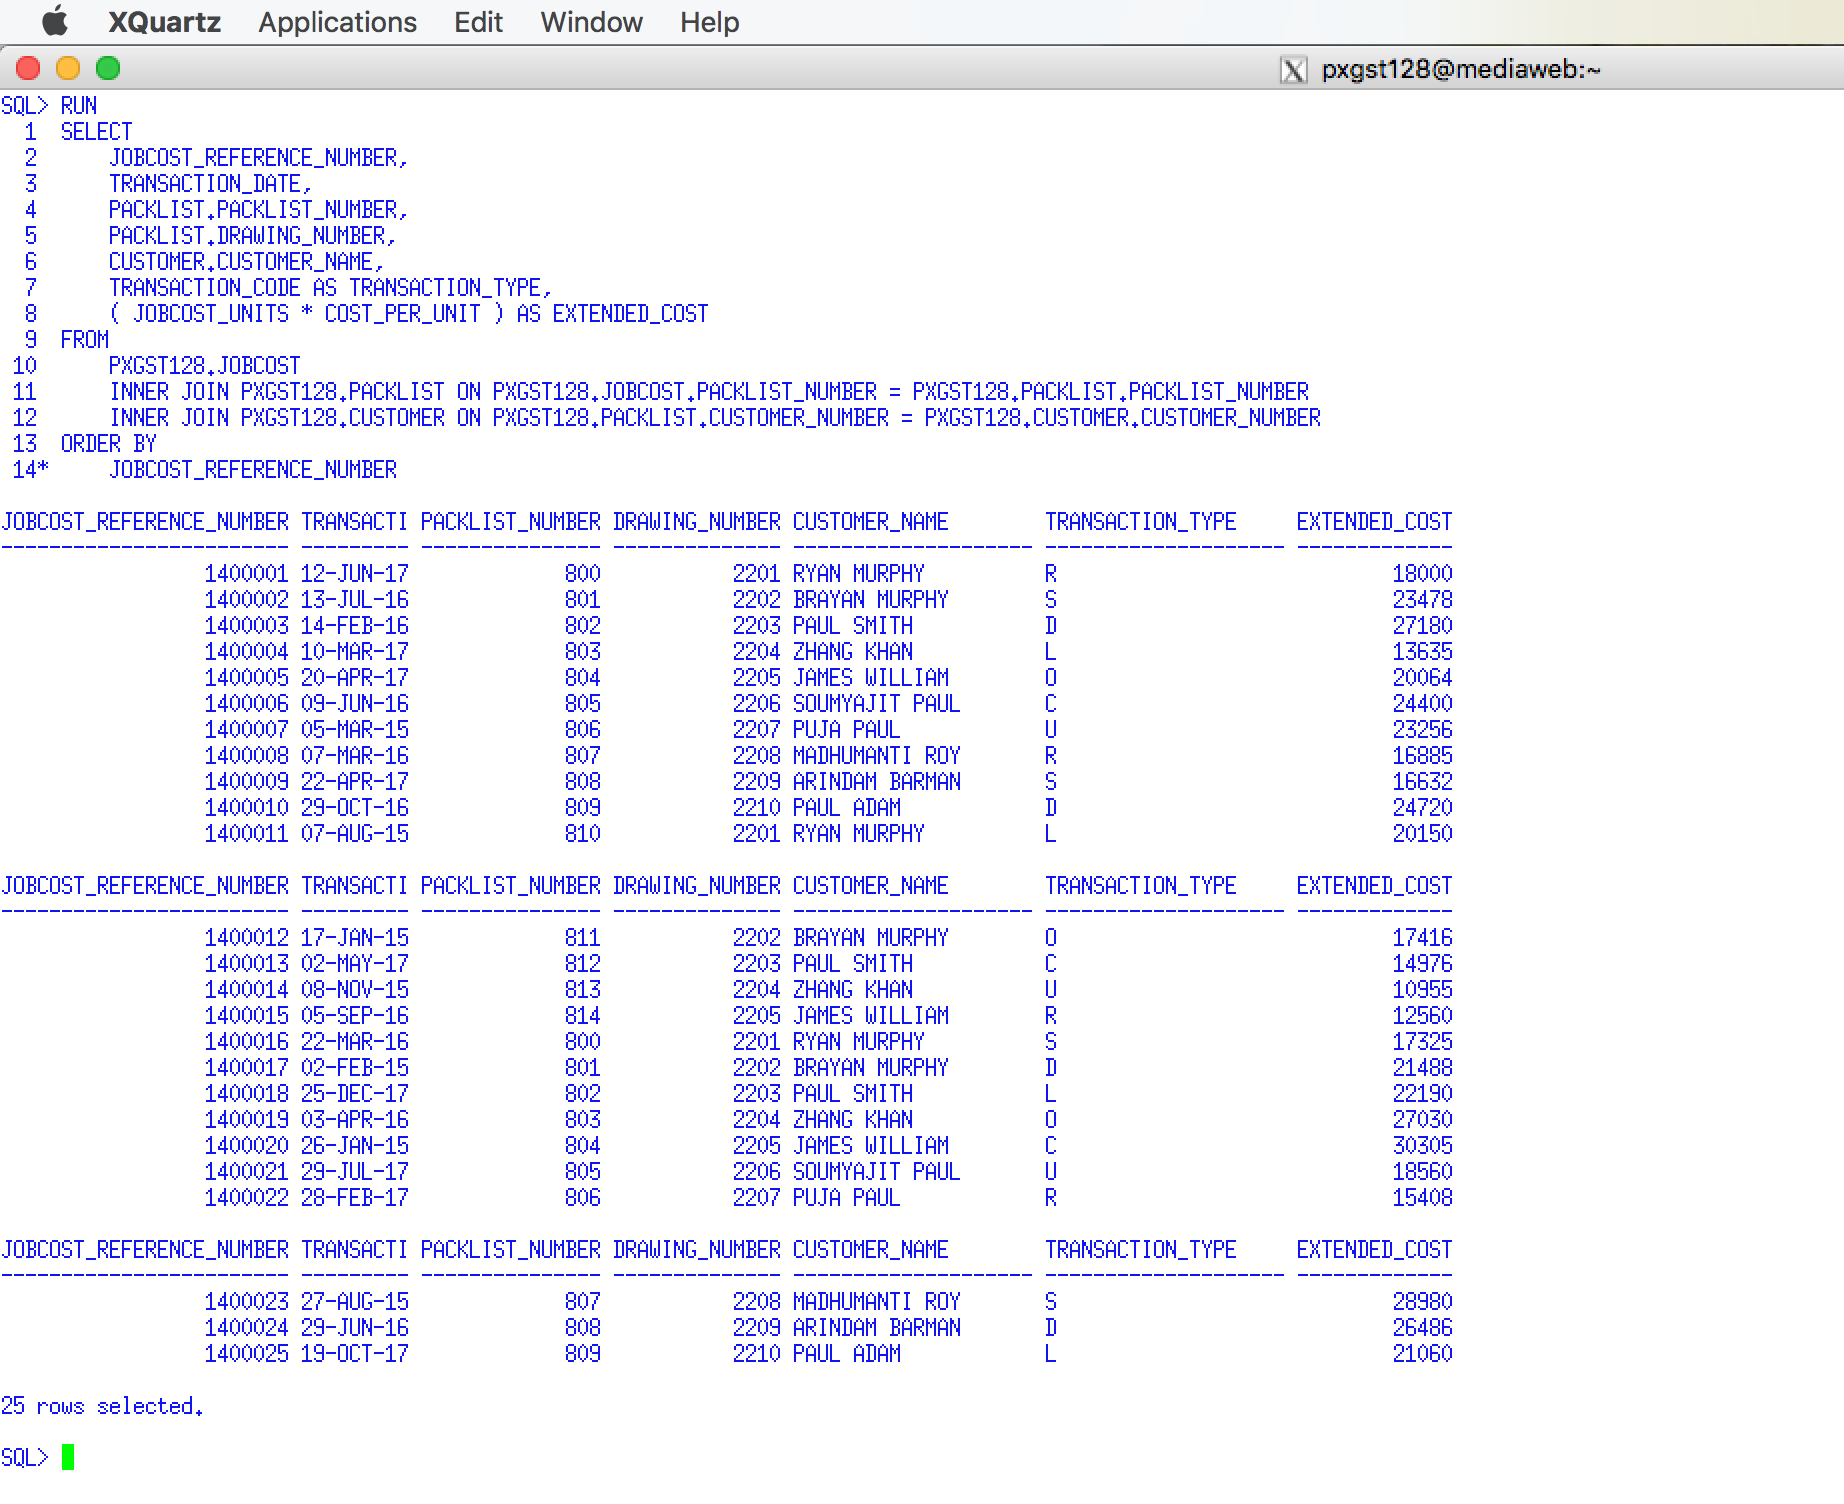 XQuartz Applications Edit Window Help
pxgst128@mediaweb:~
SQL> RUN
  1  SELECT
  2      JOBCOST_REFERENCE_NUMBER,
  3      TRANSACTION_DATE,
  4      PACKLIST.PACKLIST_NUMBER,
  5      PACKLIST.DRAWING_NUMBER,
  6      CUSTOMER.CUSTOMER_NAME,
  7      TRANSACTION_CODE AS TRANSACTION_TYPE,
  8      ( JOBCOST_UNITS * COST_PER_UNIT ) AS EXTENDED_COST
  9  FROM
 10      PXGST128.JOBCOST
 11      INNER JOIN PXGST128.PACKLIST ON PXGST128.JOBCOST.PACKLIST_NUMBER = PXGST128.PACKLIST.PACKLIST_NUMBER
 12      INNER JOIN PXGST128.CUSTOMER ON PXGST128.PACKLIST.CUSTOMER_NUMBER = PXGST128.CUSTOMER.CUSTOMER_NUMBER
 13  ORDER BY
 14*     JOBCOST_REFERENCE_NUMBER
JOBCOST_REFERENCE_NUMBER TRANSACTI PACKLIST_NUMBER DRAWING_NUMBER CUSTOMER_NAME        TRANSACTION_TYPE     EXTENDED_COST
------------------------ --------- --------------- -------------- -------------------- -------------------- -------------
1400001 12-JUN-17 800 2201 RYAN MURPHY R 18000
1400002 13-JUL-16 801 2202 BRAYAN MURPHY S 23478
1400003 14-FEB-16 802 2203 PAUL SMITH D 27180
1400004 10-MAR-17 803 2204 ZHANG KHAN L 13635
1400005 20-APR-17 804 2205 JAMES WILLIAM O 20064
1400006 09-JUN-16 805 2206 SOUMYAJIT PAUL C 24400
1400007 05-MAR-15 806 2207 PUJA PAUL U 23256
1400008 07-MAR-16 807 2208 MADHUMANTI ROY R 16885
1400009 22-APR-17 808 2209 ARINDAM BARMAN S 16632
1400010 29-OCT-16 809 2210 PAUL ADAM D 24720
1400011 07-AUG-15 810 2201 RYAN MURPHY L 20150
JOBCOST_REFERENCE_NUMBER TRANSACTI PACKLIST_NUMBER DRAWING_NUMBER CUSTOMER_NAME        TRANSACTION_TYPE     EXTENDED_COST
------------------------ --------- --------------- -------------- -------------------- -------------------- -------------
1400012 17-JAN-15 811 2202 BRAYAN MURPHY O 17416
1400013 02-MAY-17 812 2203 PAUL SMITH C 14976
1400014 08-NOV-15 813 2204 ZHANG KHAN U 10955
1400015 05-SEP-16 814 2205 JAMES WILLIAM R 12560
1400016 22-MAR-16 800 2201 RYAN MURPHY S 17325
1400017 02-FEB-15 801 2202 BRAYAN MURPHY D 21488
1400018 25-DEC-17 802 2203 PAUL SMITH L 22190
1400019 03-APR-16 803 2204 ZHANG KHAN O 27030
1400020 26-JAN-15 804 2205 JAMES WILLIAM C 30305
1400021 29-JUL-17 805 2206 SOUMYAJIT PAUL U 18560
1400022 28-FEB-17 806 2207 PUJA PAUL R 15408
JOBCOST_REFERENCE_NUMBER TRANSACTI PACKLIST_NUMBER DRAWING_NUMBER CUSTOMER_NAME        TRANSACTION_TYPE     EXTENDED_COST
------------------------ --------- --------------- -------------- -------------------- -------------------- -------------
1400023 27-AUG-15 807 2208 MADHUMANTI ROY S 28980
1400024 29-JUN-16 808 2209 ARINDAM BARMAN D 26486
1400025 19-OCT-17 809 2210 PAUL ADAM L 21060
25 rows selected.
SQL>